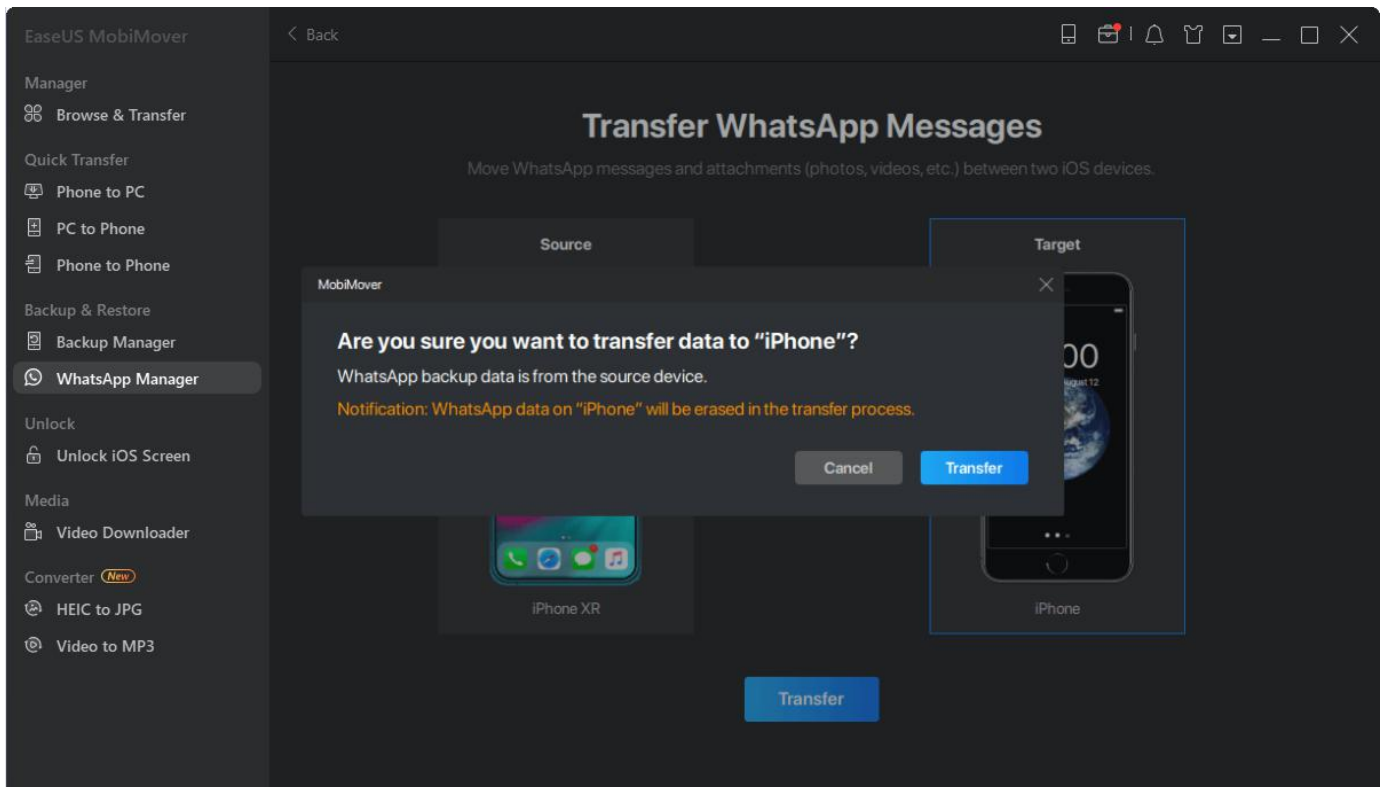 EaseUS MobiMover
Back
Manager
Browse & Transfer
Quick Transfer
Phone to PC
PC to Phone
Phone to Phone
Backup & Restore
Backup Manager
WhatsApp Manager
Unlock
Unlock iOS Screen
Media
Video Downloader
Converter New
HEIC to JPG
Video to MP3
Transfer WhatsApp Messages
Move WhatsApp messages and attachments (photos, videos, etc.) between two iOS devices.
Source
Target
MobiMover
Are you sure you want to transfer data to “iPhone”?
WhatsApp backup data is from the source device.
Notification: WhatsApp data on “iPhone” will be erased in the transfer process.
Cancel
Transfer
00
iPhone XR
iPhone
Transfer